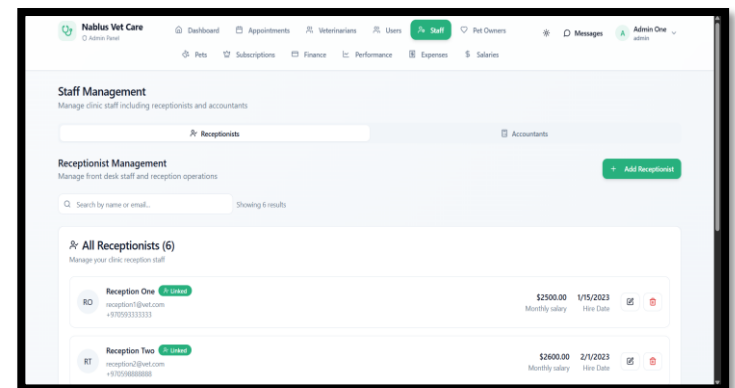 Nablus Vet Care
Admin Panel
Dashboard
Appointments
Veterinarians
Users
Staff
Pet Owners
Messages
A
Admin One
admin
Pets
Subscriptions
Finance
Performance
Expenses
$ Salaries
Staff Management
Manage clinic staff including receptionists and accountants
Receptionists
Accountants
Receptionist Management
Manage front desk staff and reception operations
+ Add Receptionist
Search by name or email...
Showing 6 results
All Receptionists (6)
Manage your clinic reception staff
RO
Reception One
Linked
reception1@vet.com
+970593333333
$2500.00
Monthly salary
1/15/2023
Hire Date
RT
Reception Two
Linked
reception2@vet.com
+970598888888
$2600.00
Monthly salary
2/1/2023
Hire Date